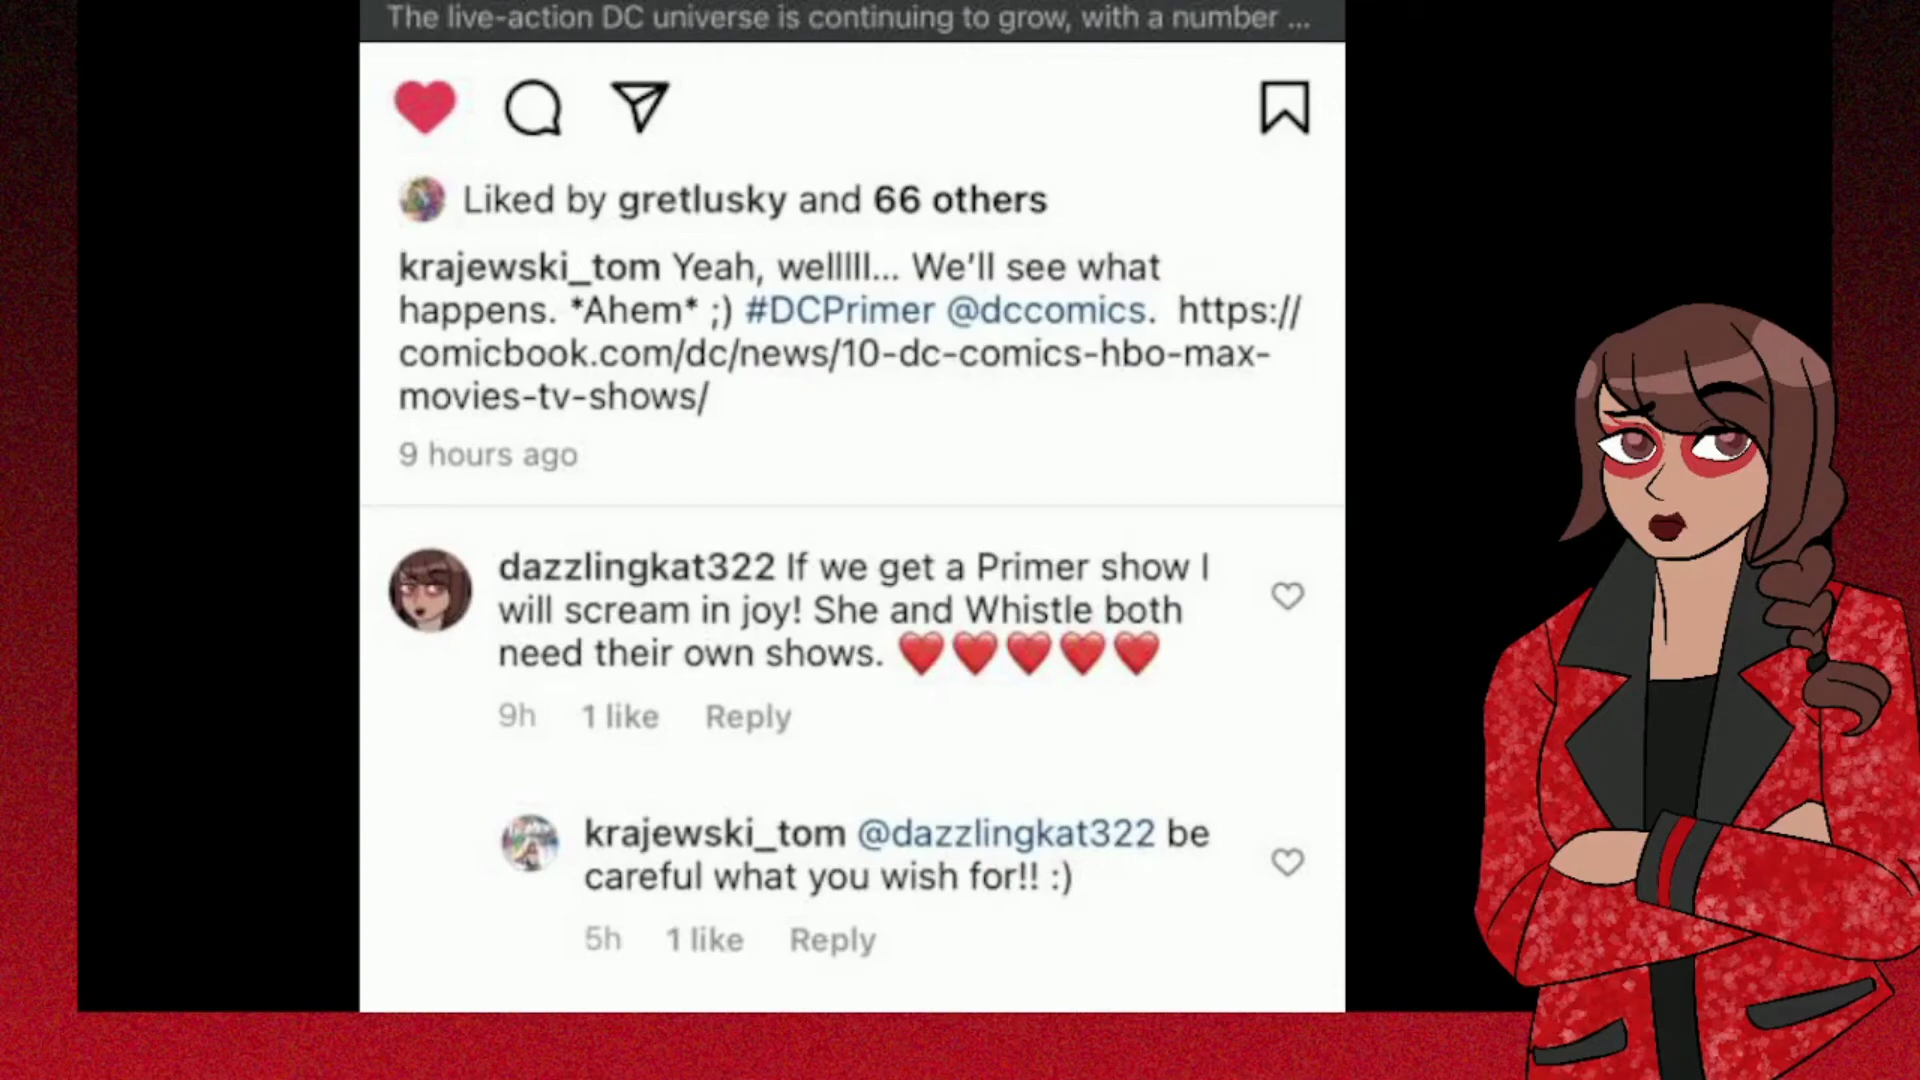 The live-action DC universe is continuing to grow, with a number ...
Liked by gretlusky and 66 others
krajewski_tom Yeah, welllll... We'll see what
happens. *Ahem* ;) #DCPrimer @dccomics. https://
comicbook.com/dc/news/10-dc-comics-hbo-max-
movies-tv-shows/
9 hours ago
dazzlingkat322 If we get a Primer show I
will scream in joy! She and Whistle both
need their own shows. ❤️❤️❤️❤️❤️
9h 1 like Reply
krajewski_tom @dazzlingkat322 be
careful what you wish for!! :)
5h 1 like Reply